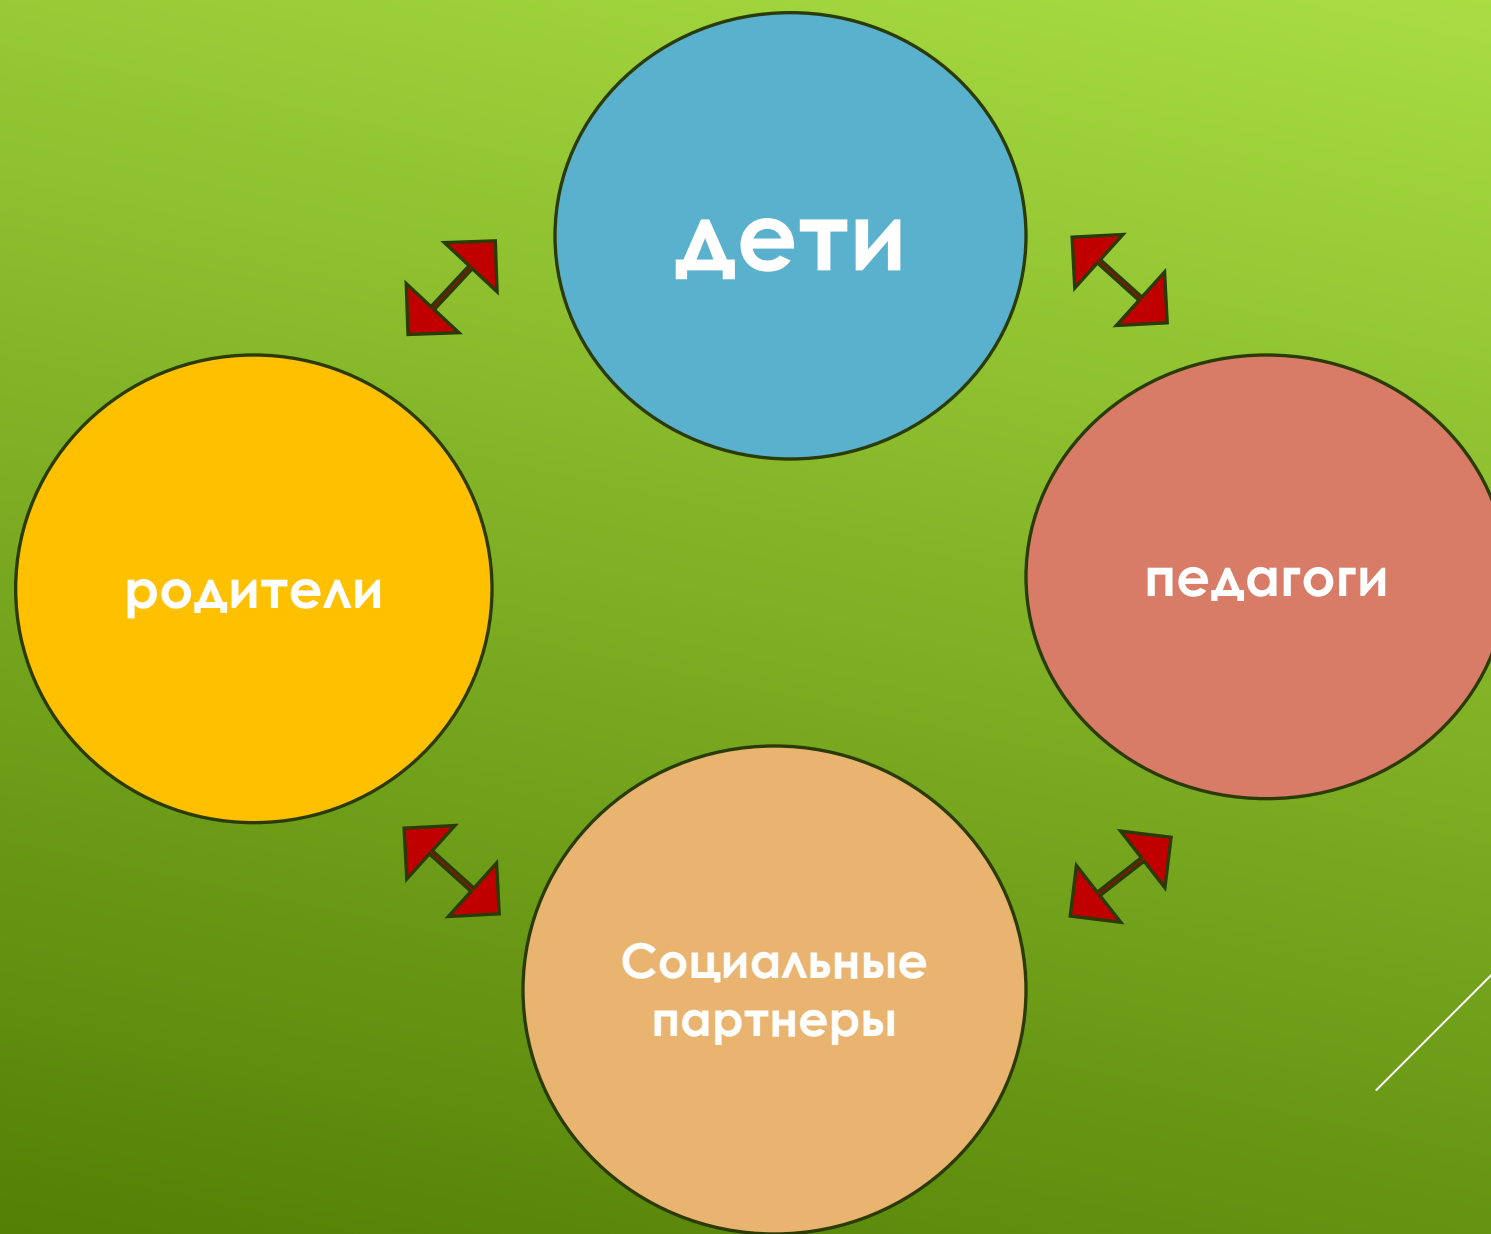 дети
родители
педагоги
Социальные
партнеры